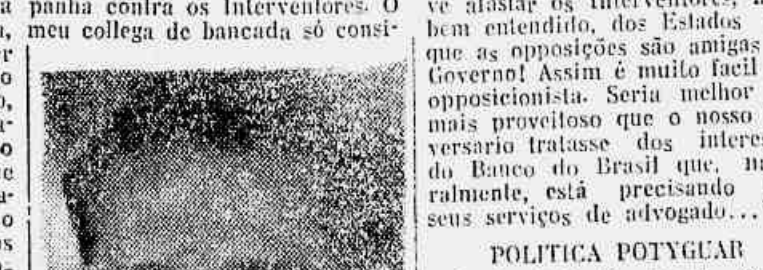 panha contra os Interventores. O
meu collega de bancada só consi-
ve afastar os Interventores,
bem entendido, dos Estados
que as opposições são amigas
Governo! Assim é muito facil
opposicionista. Seria melhor
mais proveitoso que o nosso
versario tratasse dos interes
do Banco do Brasil que, na
ralmente, está precisando
seus serviços de advogado...
POLITICA POTYGUAR